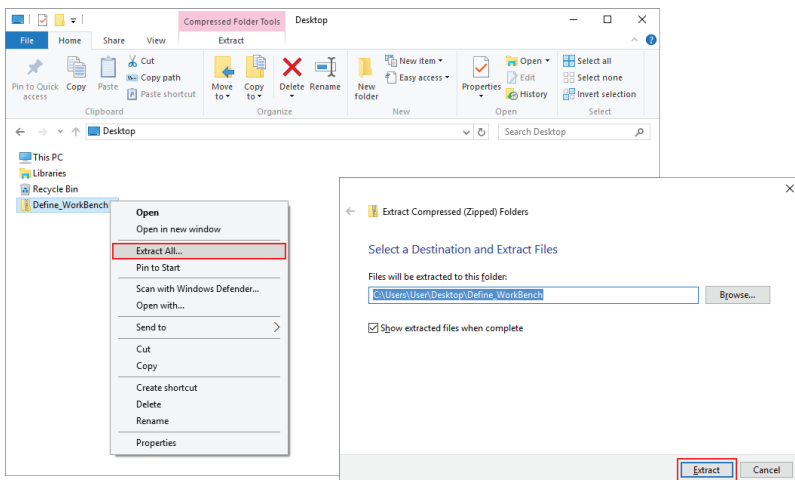 Compressed Folder Tools Desktop
File Home Share View Extract
Pin to Quick access
Copy
Paste
Cut
Copy path
Paste shortcut
Move to
Copy to
Delete
Rename
New folder
New item
Easy access
Properties
Open
Edit
History
Select all
Select none
Invert selection
Clipboard Organize New Open Select
Desktop
Search Desktop
This PC
Libraries
Recycle Bin
Define_WorkBench
Open
Open in new window
Extract All...
Pin to Start
Scan with Windows Defender...
Open with...
Send to
Cut
Copy
Create shortcut
Delete
Rename
Properties
Extract Compressed (Zipped) Folders
Select a Destination and Extract Files
Files will be extracted to this folder:
C:\Users\User\Desktop\Define_WorkBench
Browse...
Show extracted files when complete
Extract Cancel